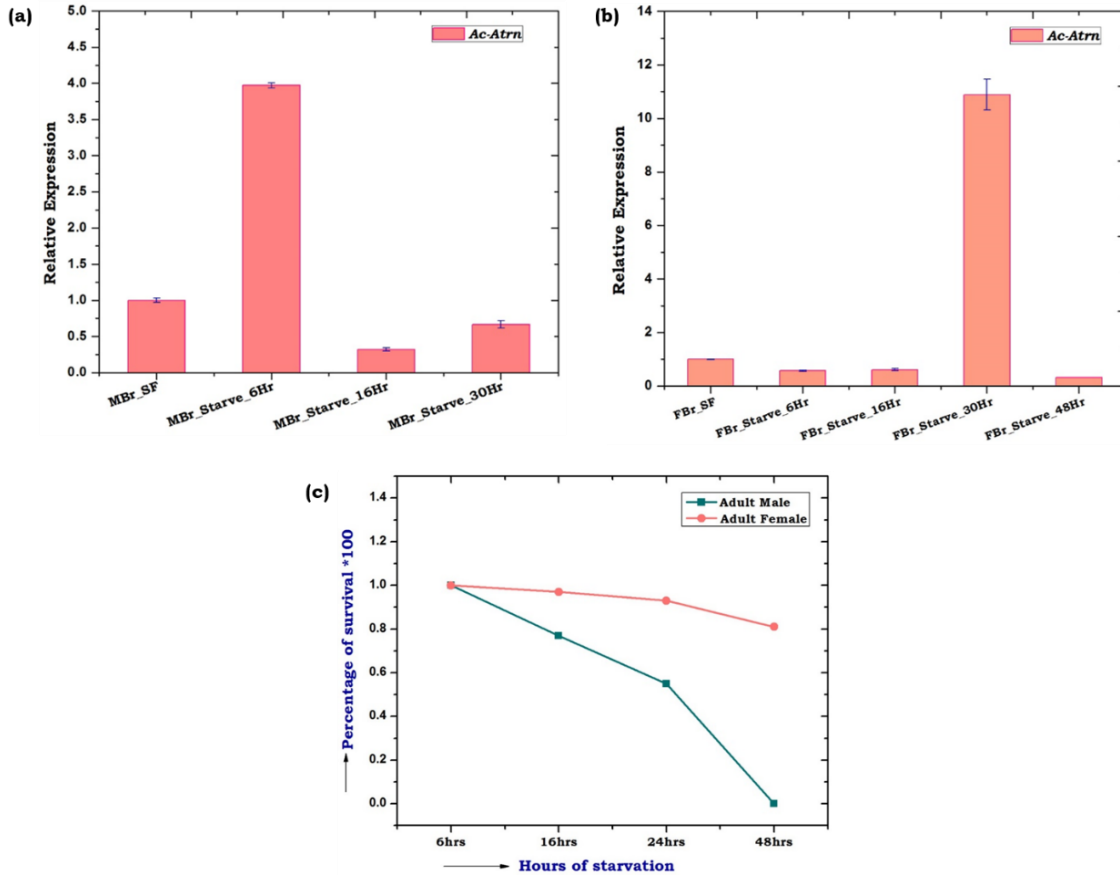 (a)
Ac-Atrn
Relative Expression
5.0
4.5
4.0
3.5
3.0
2.5
2.0
1.5
1.0
0.5
0.0
MBr_SF
MBr_Starve_6Hr
MBr_Starve_16Hr
MBr_Starve_30Hr
(b)
Ac-Atrn
Relative Expression
14
12
10
8
6
4
2
0
FBr_SF
FBr_Starve_6Hr
FBr_Starve_16Hr
FBr_Starve_30Hr
FBr_Starve_48Hr
(c)
Adult Male
Adult Female
Percentage of survival *100
1.4
1.2
1.0
0.8
0.6
0.4
0.2
0.0
6hrs
16hrs
24hrs
48hrs
Hours of starvation